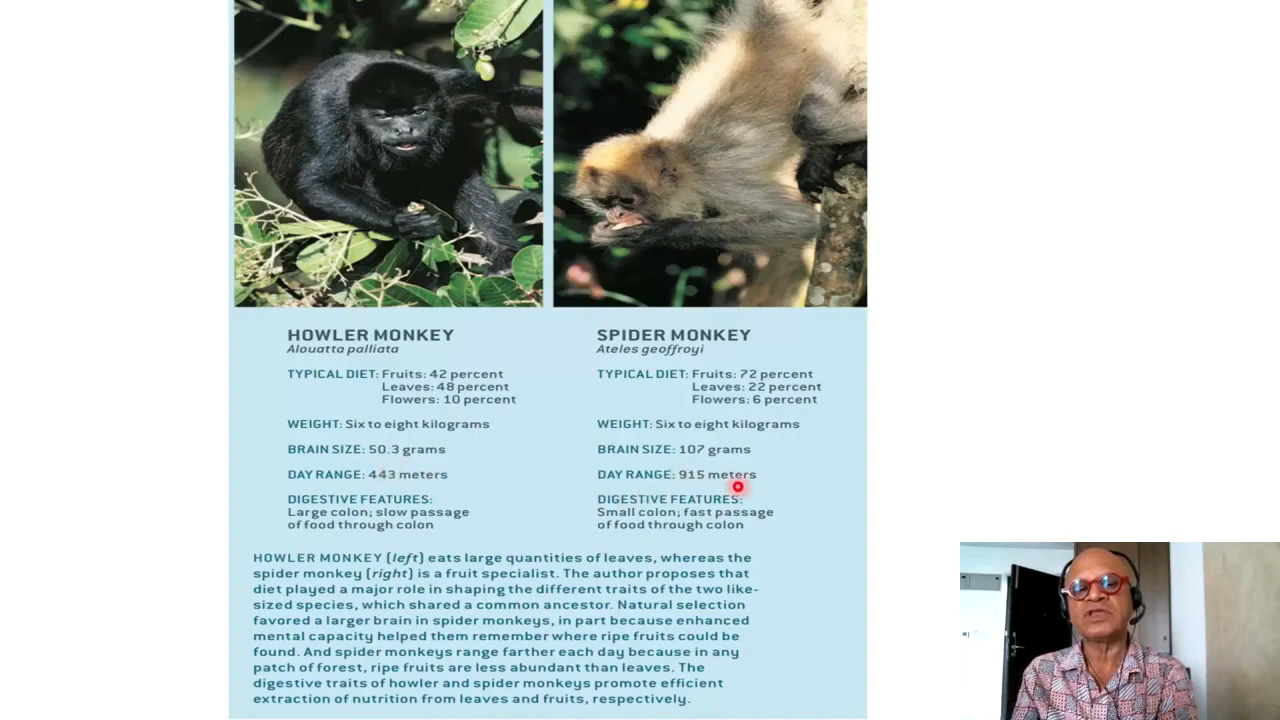 HOWLER MONKEY
Alouatta palliata
TYPICAL DIET: Fruits: 42 percent
Leaves: 48 percent
Flowers: 10 percent
WEIGHT: Six to eight kilograms
BRAIN SIZE: 50.3 grams
DAY RANGE: 443 meters
DIGESTIVE FEATURES:
Large colon; slow passage
of food through colon
SPIDER MONKEY
Ateles geoffroyi
TYPICAL DIET: Fruits: 72 percent
Leaves: 22 percent
Flowers: 6 percent
WEIGHT: Six to eight kilograms
BRAIN SIZE: 107 grams
DAY RANGE: 915 meters
DIGESTIVE FEATURES:
Small colon; fast passage
of food through colon
HOWLER MONKEY (left) eats large quantities of leaves, whereas the
spider monkey (right) is a fruit specialist. The author proposes that
diet played a major role in shaping the different traits of the two like-
sized species, which shared a common ancestor. Natural selection
favored a larger brain in spider monkeys, in part because enhanced
mental capacity helped them remember where ripe fruits could be
found. And spider monkeys range farther each day because in any
patch of forest, ripe fruits are less abundant than leaves. The
digestive traits of howler and spider monkeys promote efficient
extraction of nutrition from leaves and fruits, respectively.